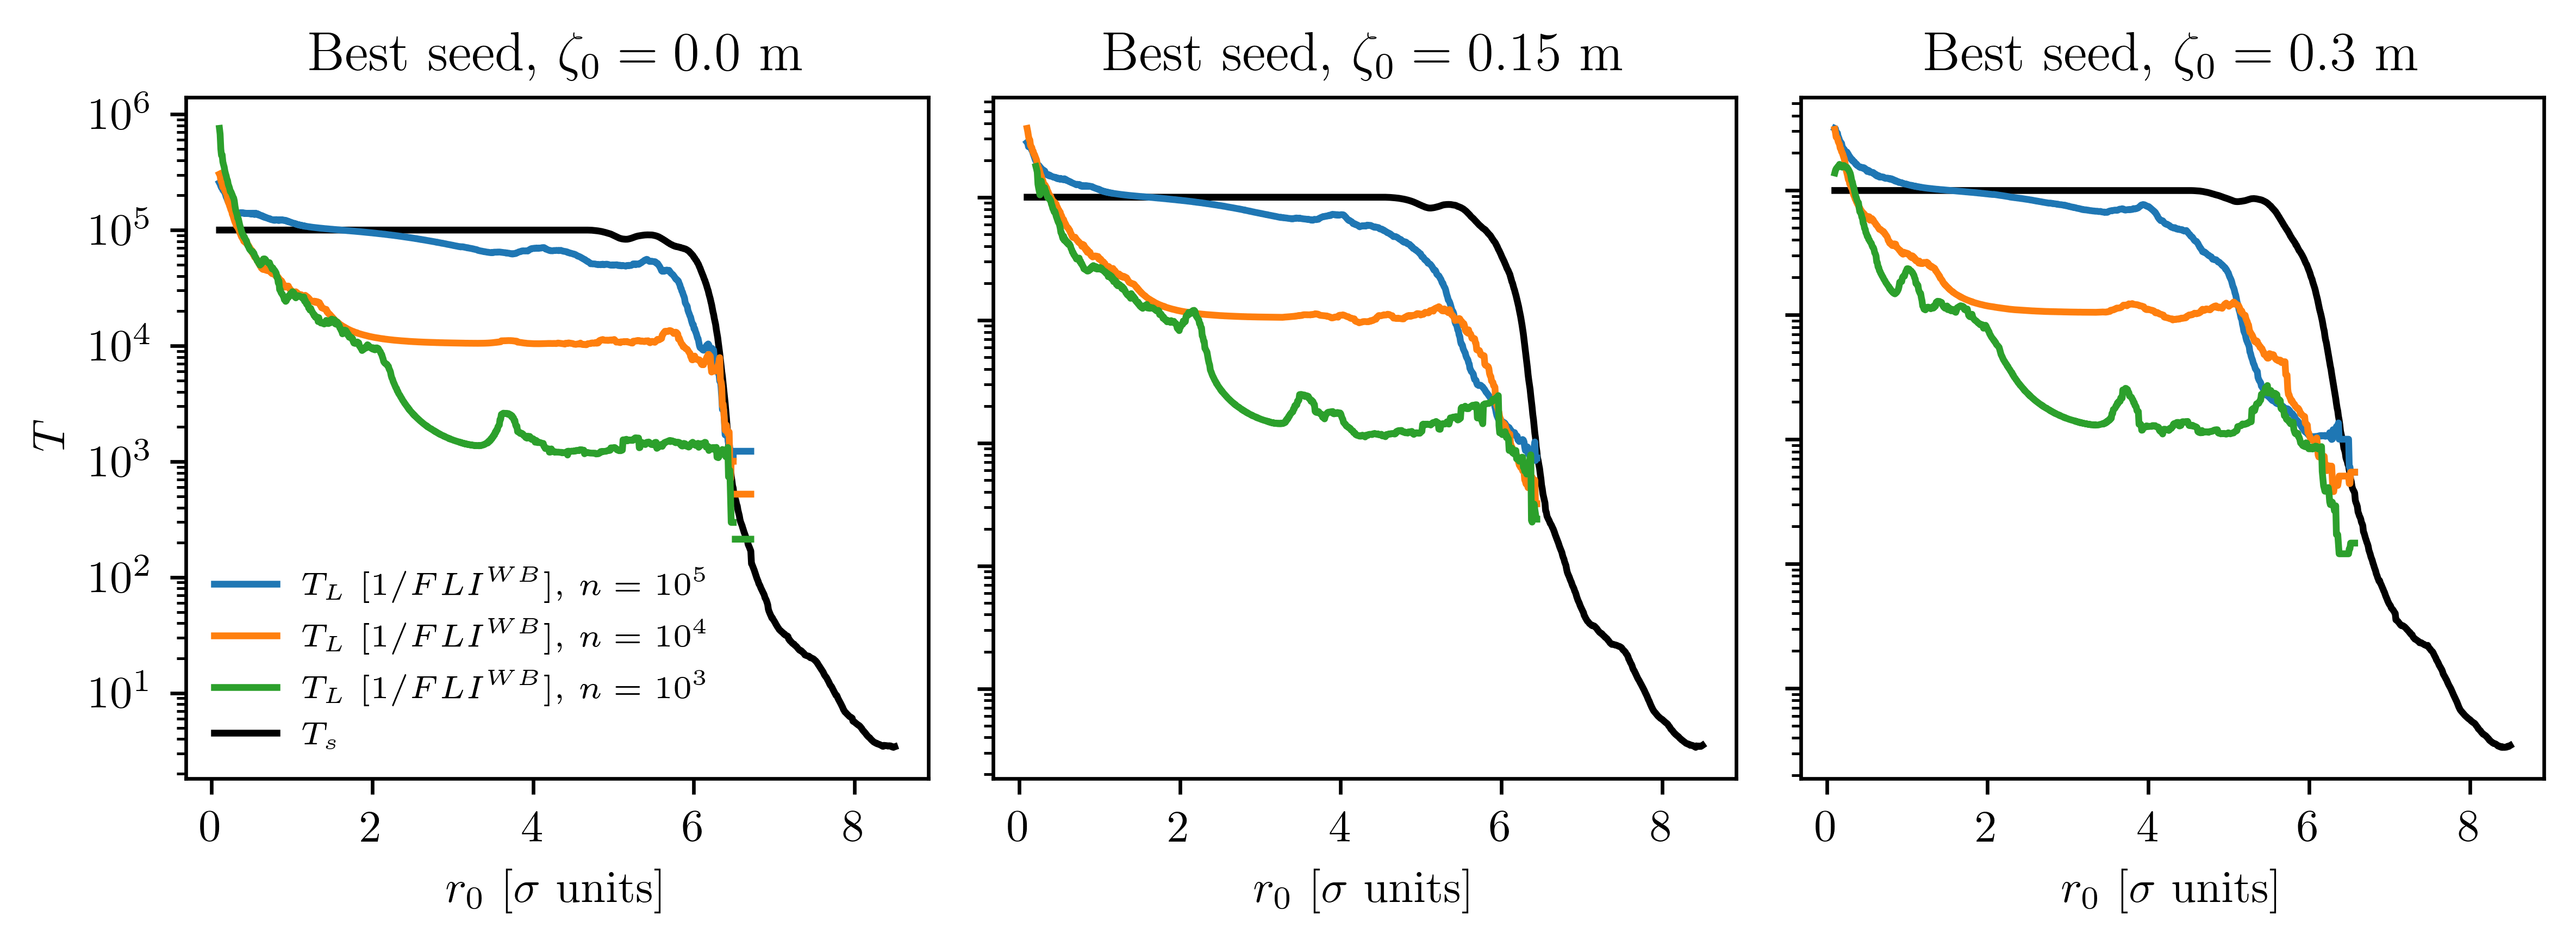 Best seed, ζ₀ = 0.0 m
Best seed, ζ₀ = 0.15 m
Best seed, ζ₀ = 0.3 m
10⁶
10⁵
10⁴
10³
10²
10¹
T
T_L [1/FLI^{WB}], n = 10⁵
T_L [1/FLI^{WB}], n = 10⁴
T_L [1/FLI^{WB}], n = 10³
T_s
0 2 4 6 8
0 2 4 6 8
0 2 4 6 8
r₀ [σ units]
r₀ [σ units]
r₀ [σ units]